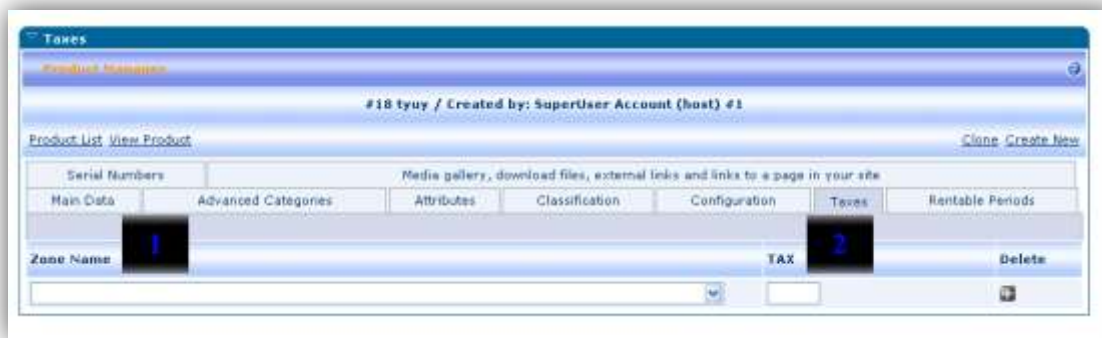 Taxes
Product Manager
#18 tyuy / Created by: SuperUser Account (host) #1
Product List View Product Clone Create New
Serial Numbers Media gallery, download files, external links and links to a page in your site
Main Data Advanced Categories Attributes Classification Configuration Taxes Rentable Periods
1 2
Zone Name TAX Delete